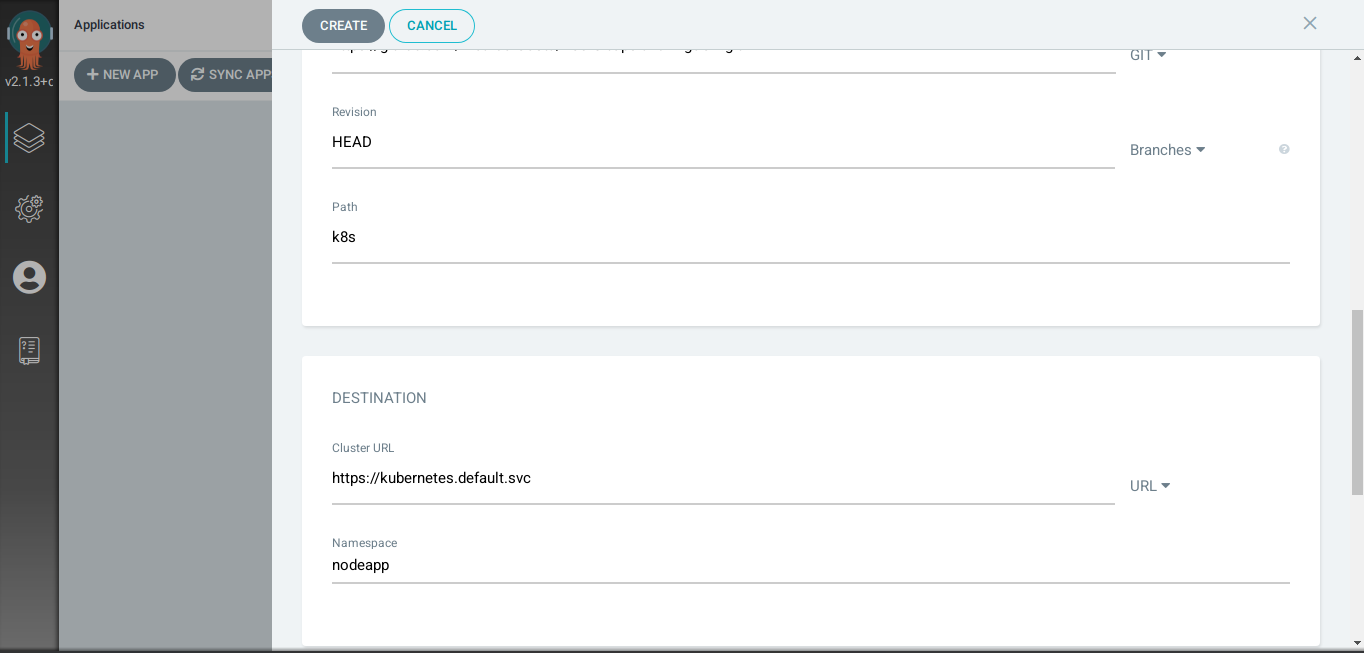 Applications
CREATE
CANCEL
v2.1.3+
NEW APP
SYNC APP
GIT
Revision
HEAD
Branches
Path
k8s
DESTINATION
Cluster URL
https://kubernetes.default.svc
URL
Namespace
nodeapp